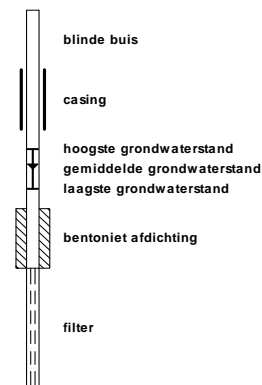 blinde buis
casing
hoogste grondwaterstand
gemiddelde grondwaterstand
laagste grondwaterstand
bentoniet afdichting
filter